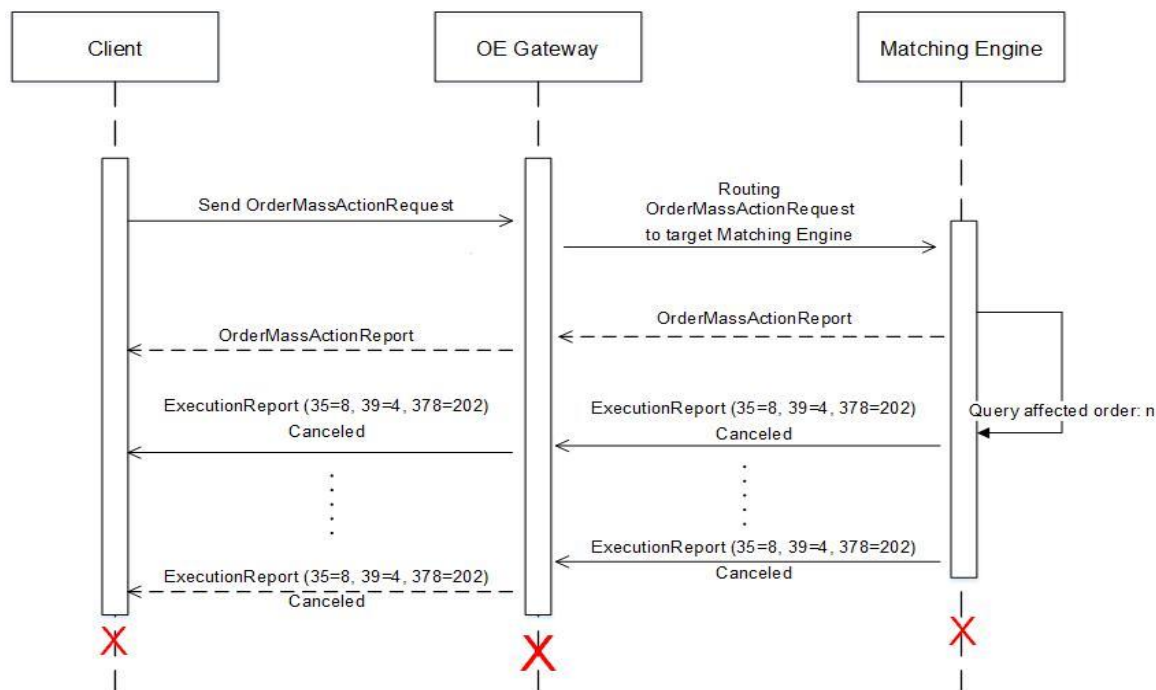 Client
OE Gateway
Matching Engine
Send OrderMassActionRequest
Routing
OrderMassActionRequest
to target Matching Engine
OrderMassActionReport
OrderMassActionReport
ExecutionReport (35=8, 39=4, 378=202)
Canceled
ExecutionReport (35=8, 39=4, 378=202)
Canceled
Query affected order: n
ExecutionReport (35=8, 39=4, 378=202)
Canceled
ExecutionReport (35=8, 39=4, 378=202)
Canceled